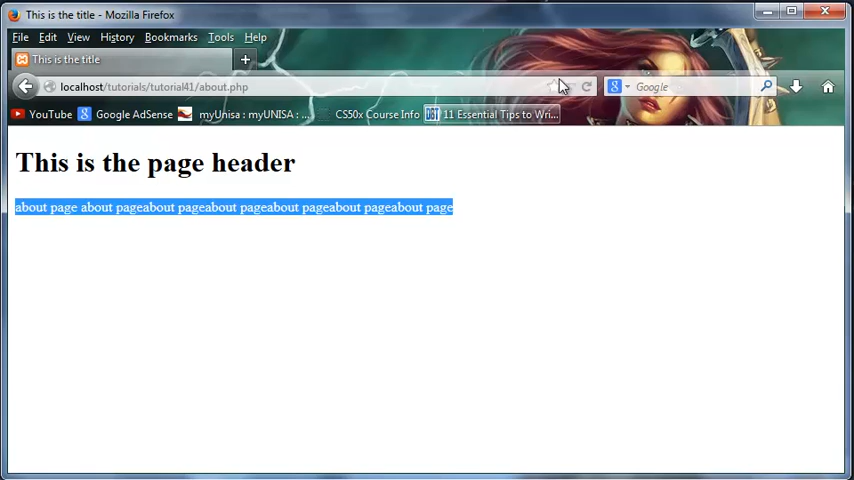 This is the title - Mozilla Firefox
File Edit View History Bookmarks Tools Help
This is the title +
localhost/tutorials/tutorial41/about.php Google
YouTube Google AdSense myUnisa : myUNISA : ... CS50x Course Info 11 Essential Tips to Wri...
This is the page header
about page about pageabout pageabout pageabout pageabout pageabout page